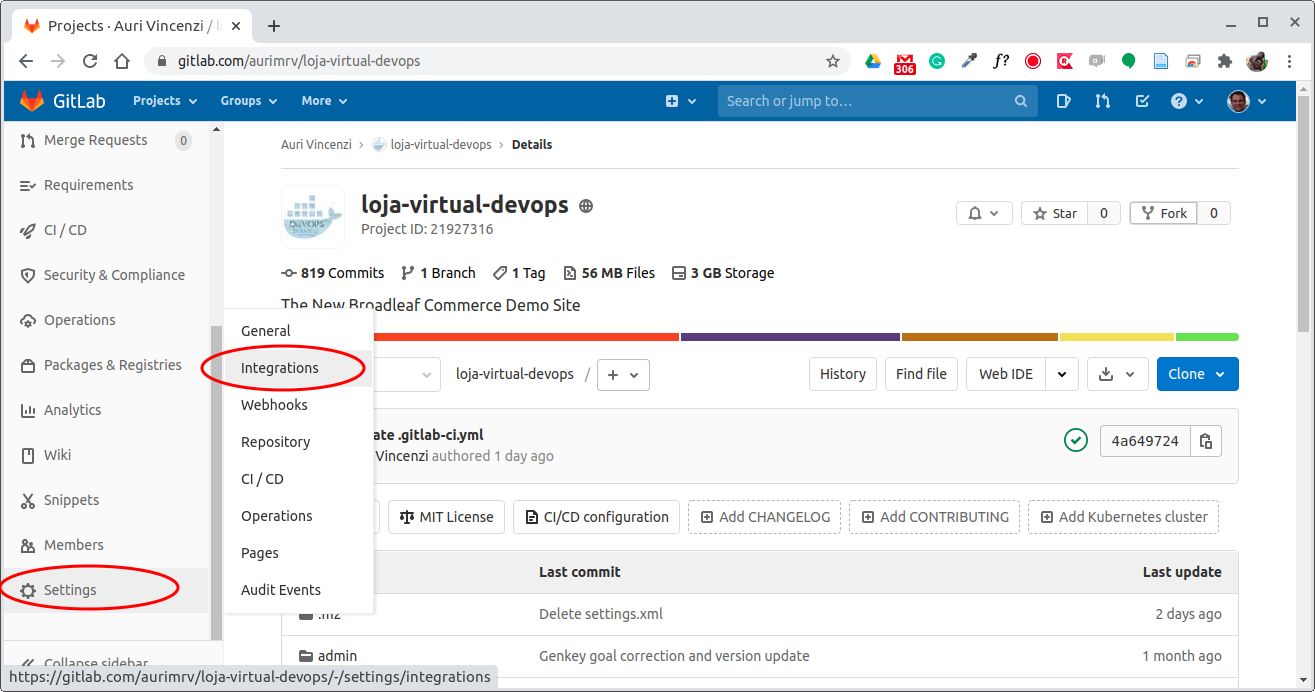 Projects · Auri Vincenzi / l
gitlab.com/aurimrv/loja-virtual-devops
306
f?
GitLab Projects Groups More Search or jump to…
Merge Requests 0
Requirements
CI / CD
Security & Compliance
Operations
Packages & Registries
Analytics
Wiki
Snippets
Members
Settings
Collapse sidebar
General
Integrations
Webhooks
Repository
CI / CD
Operations
Pages
Audit Events
Auri Vincenzi › loja-virtual-devops › Details
DEVOPS
loja-virtual-devops
Project ID: 21927316
Star 0 Fork 0
819 Commits 1 Branch 1 Tag 56 MB Files 3 GB Storage
The New Broadleaf Commerce Demo Site
loja-virtual-devops / + History Find file Web IDE Clone
ate .gitlab-ci.yml
Vincenzi authored 1 day ago
4a649724
MIT License CI/CD configuration Add CHANGELOG Add CONTRIBUTING Add Kubernetes cluster
Last commit Last update
.m2 Delete settings.xml 2 days ago
admin Genkey goal correction and version update 1 month ago
https://gitlab.com/aurimrv/loja-virtual-devops/-/settings/integrations